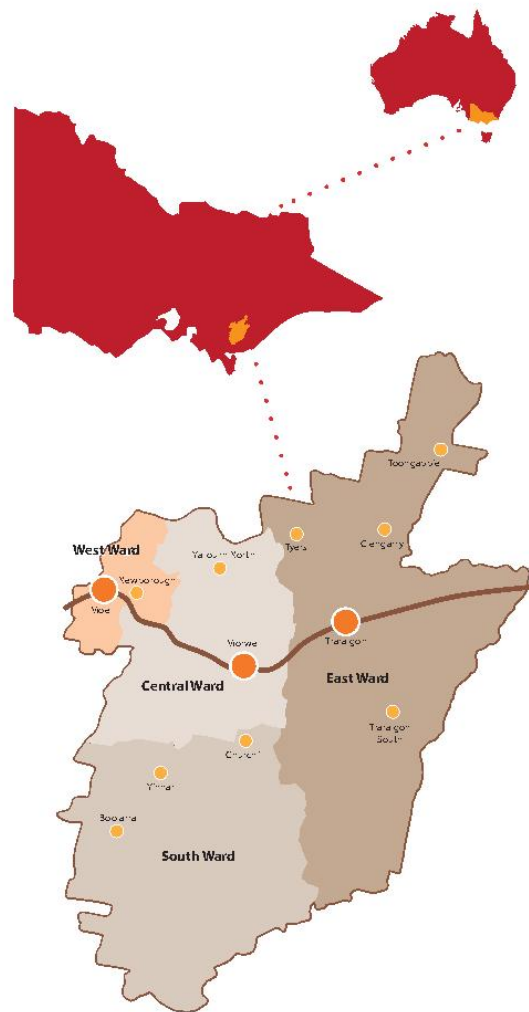 Toongabbie
Tyers
Glengarry
West Ward
Yallourn North
Newborough
Moe
Traralgon
Morwell
Central Ward
East Ward
Traralgon
South
Churchill
Yinnar
Boolarra
South Ward